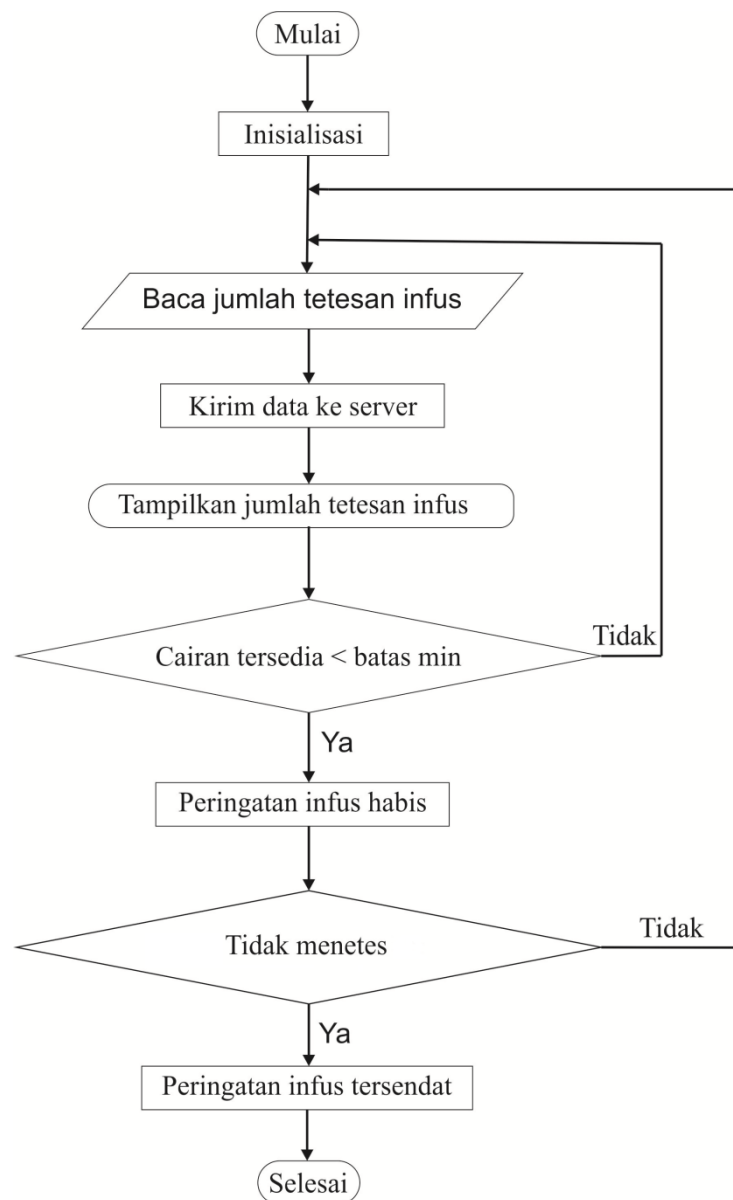 Mulai
Inisialisasi
Baca jumlah tetesan infus
Kirim data ke server
Tampilkan jumlah tetesan infus
Cairan tersedia < batas min
Tidak
Ya
Peringatan infus habis
Tidak menetes
Tidak
Ya
Peringatan infus tersendat
Selesai